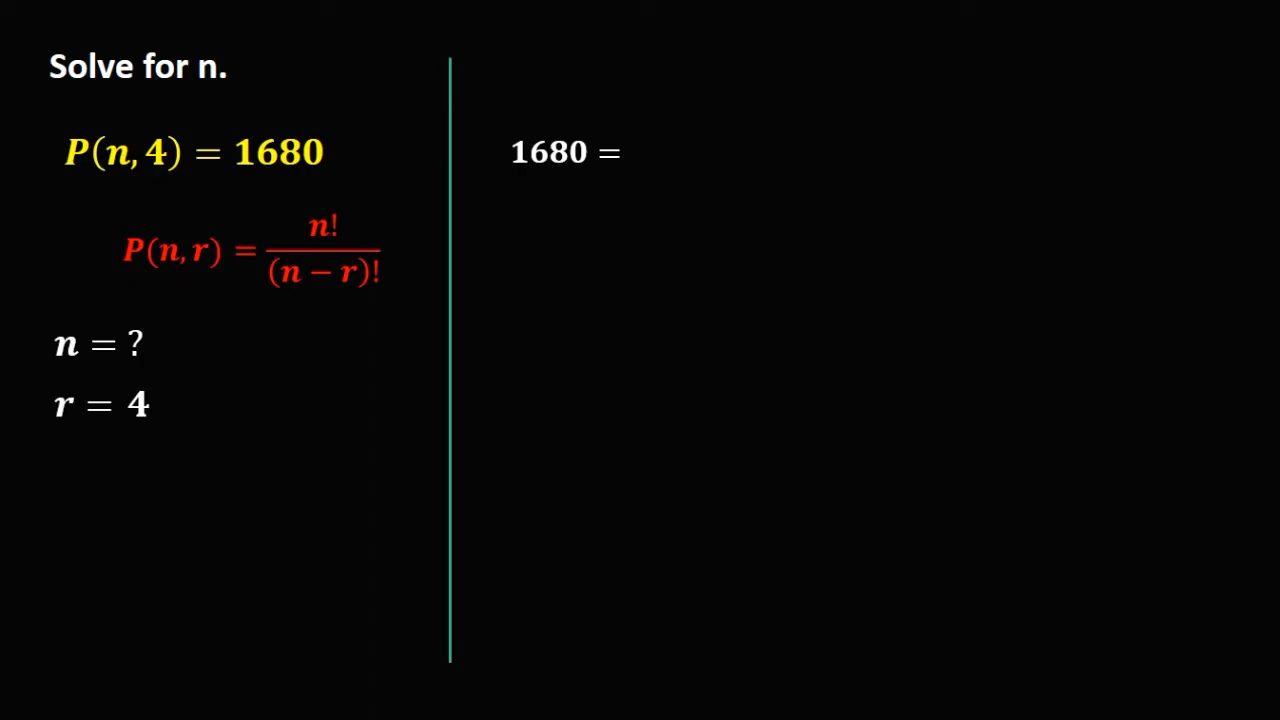 Solve for n.
P(n, 4) = 1680
P(n, r) = n! / (n − r)!
n = ?
r = 4
1680 =